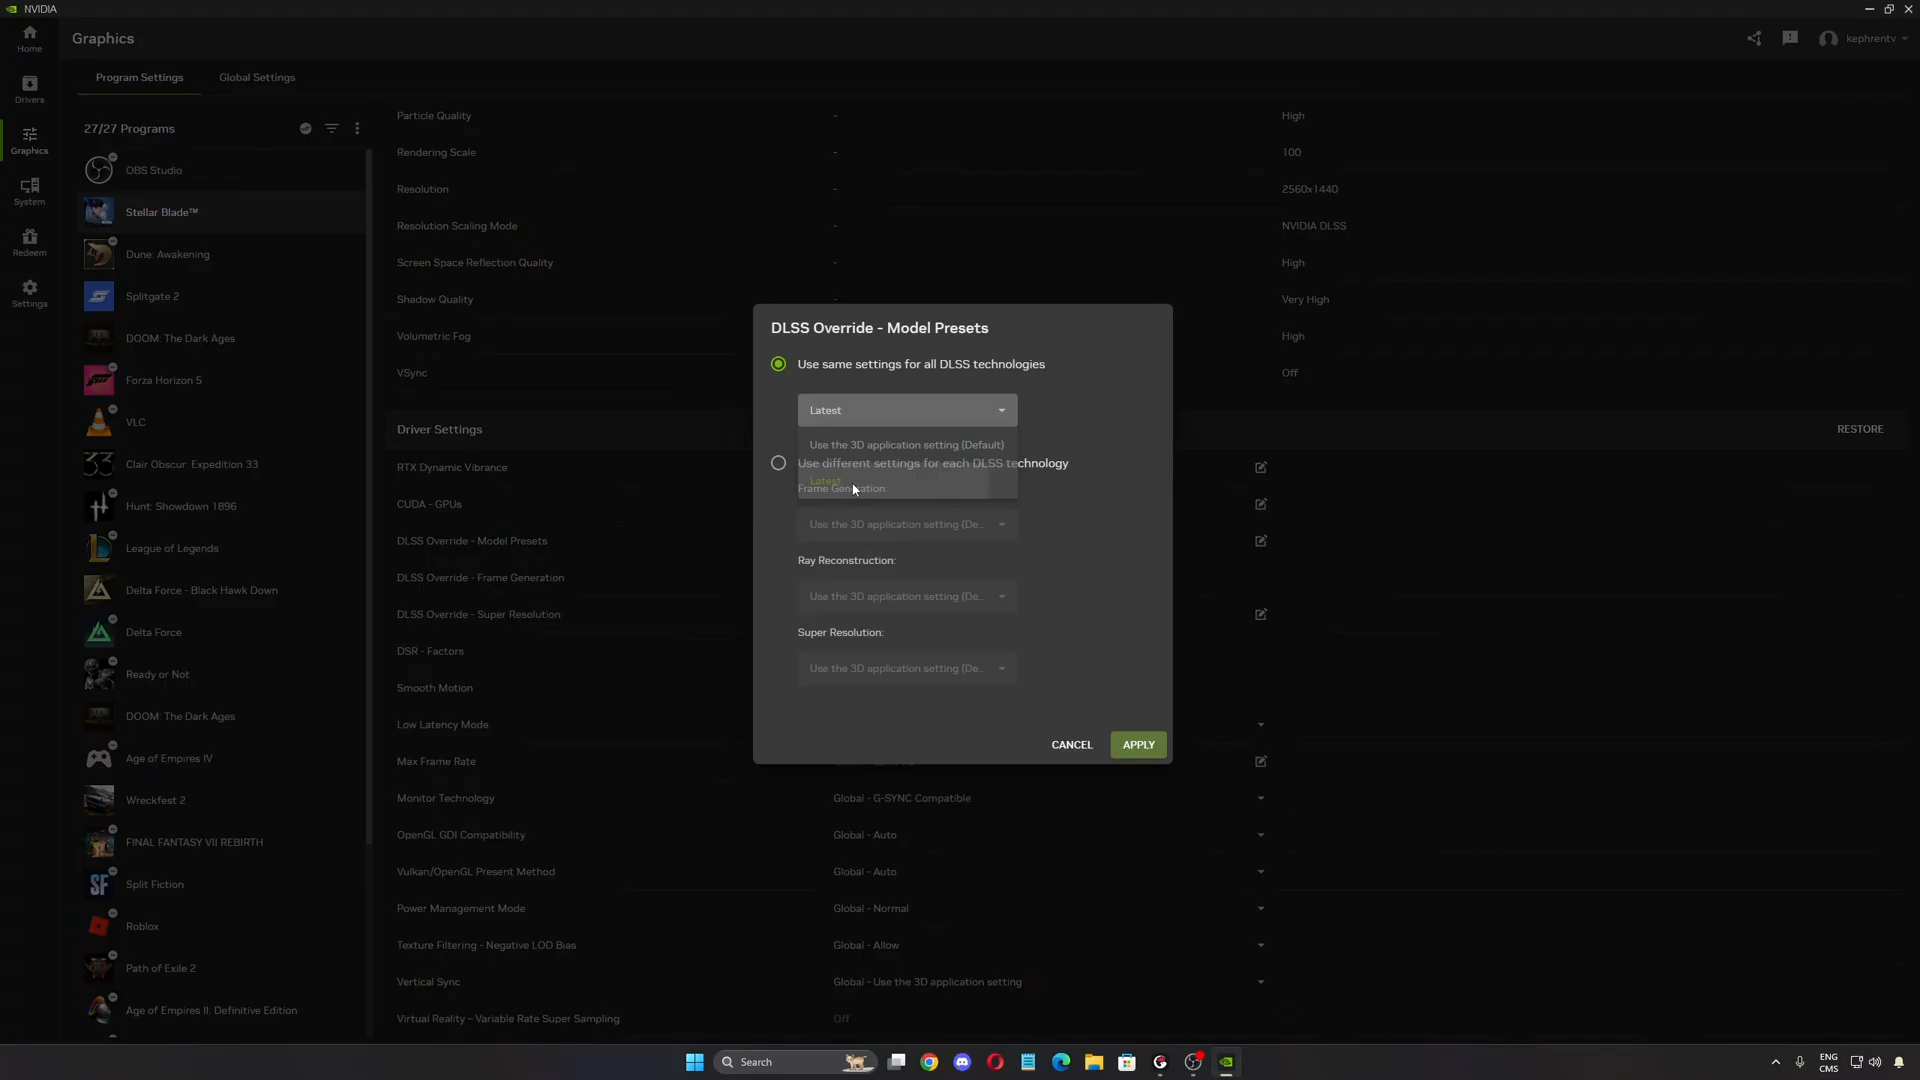 NVIDIA
Home
Graphics
kephrentv
Program Settings
Global Settings
Drivers
Graphics
System
Redeem
Settings
27/27 Programs
OBS Studio
Stellar Blade™
Dune: Awakening
Splitgate 2
DOOM: The Dark Ages
Forza Horizon 5
VLC
Clair Obscur: Expedition 33
Hunt: Showdown 1896
League of Legends
Delta Force - Black Hawk Down
Delta Force
Ready or Not
DOOM: The Dark Ages
Age of Empires IV
Wreckfest 2
FINAL FANTASY VII REBIRTH
Split Fiction
Roblox
Path of Exile 2
Age of Empires II: Definitive Edition
Particle Quality - High
Rendering Scale - 100
Resolution - 2560x1440
Resolution Scaling Mode - NVIDIA DLSS
Screen Space Reflection Quality - High
Shadow Quality - Very High
Volumetric Fog High
VSync Off
Driver Settings
RESTORE
RTX Dynamic Vibrance
CUDA - GPUs
DLSS Override - Model Presets
DLSS Override - Frame Generation
DLSS Override - Super Resolution
DSR - Factors
Smooth Motion
Low Latency Mode
Max Frame Rate
Monitor Technology Global - G-SYNC Compatible
OpenGL GDI Compatibility Global - Auto
Vulkan/OpenGL Present Method Global - Auto
Power Management Mode Global - Normal
Texture Filtering - Negative LOD Bias Global - Allow
Vertical Sync Global - Use the 3D application setting
Virtual Reality – Variable Rate Super Sampling Off
DLSS Override - Model Presets
Use same settings for all DLSS technologies
Latest
Use the 3D application setting (Default)
Use different settings for each DLSS technology
Latest
Frame Generation:
Use the 3D application setting (De...
Ray Reconstruction:
Use the 3D application setting (De...
Super Resolution:
Use the 3D application setting (De...
CANCEL
APPLY
Search
ENG
CMS